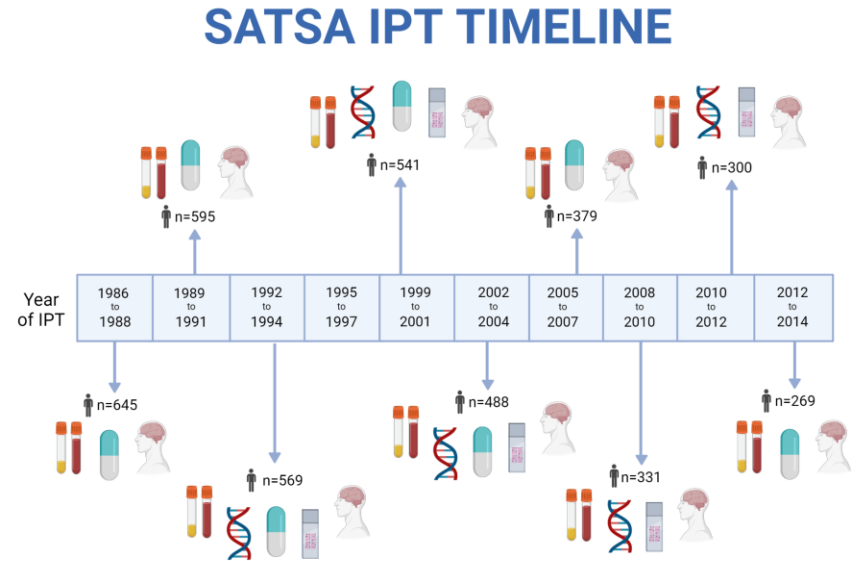 SATSA IPT TIMELINE
n=541
n=300
n=595
n=379
Year
of IPT
1986
to
1988
1989
to
1991
1992
to
1994
1995
to
1997
1999
to
2001
2002
to
2004
2005
to
2007
2008
to
2010
2010
to
2012
2012
to
2014
n=645
n=488
n=269
n=569
n=331